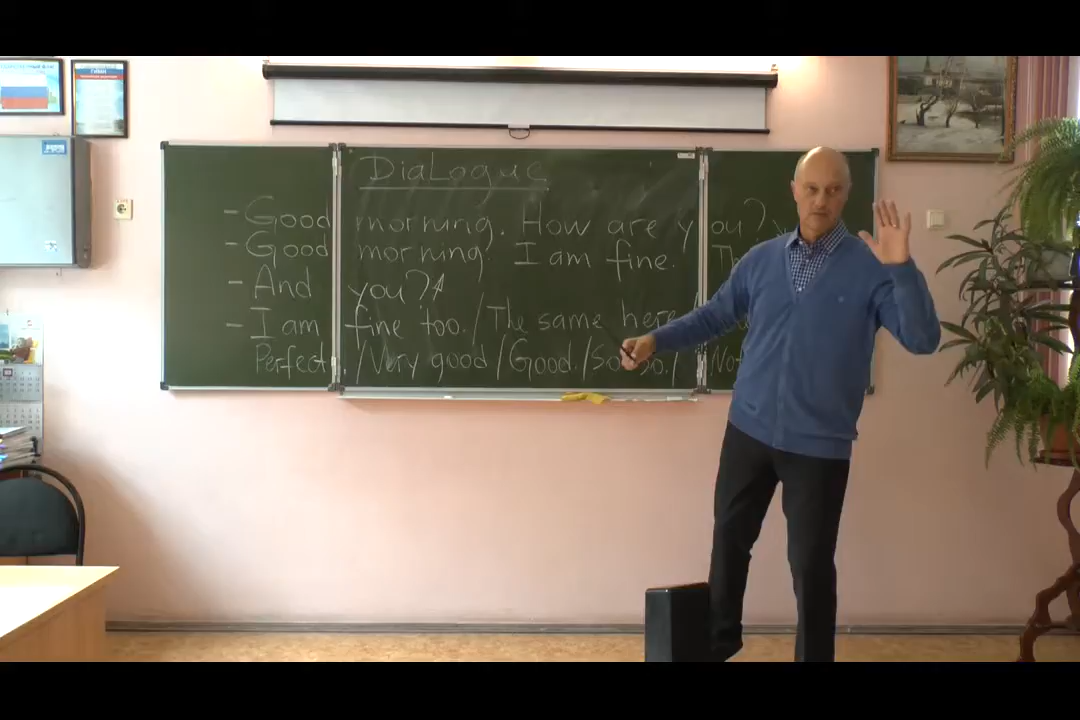 Dialogue
- Good morning. How are you?
- Good morning. I am fine.
- And you?
- I am fine too. / The same here
Perfect / Very good / Good. / So so. /